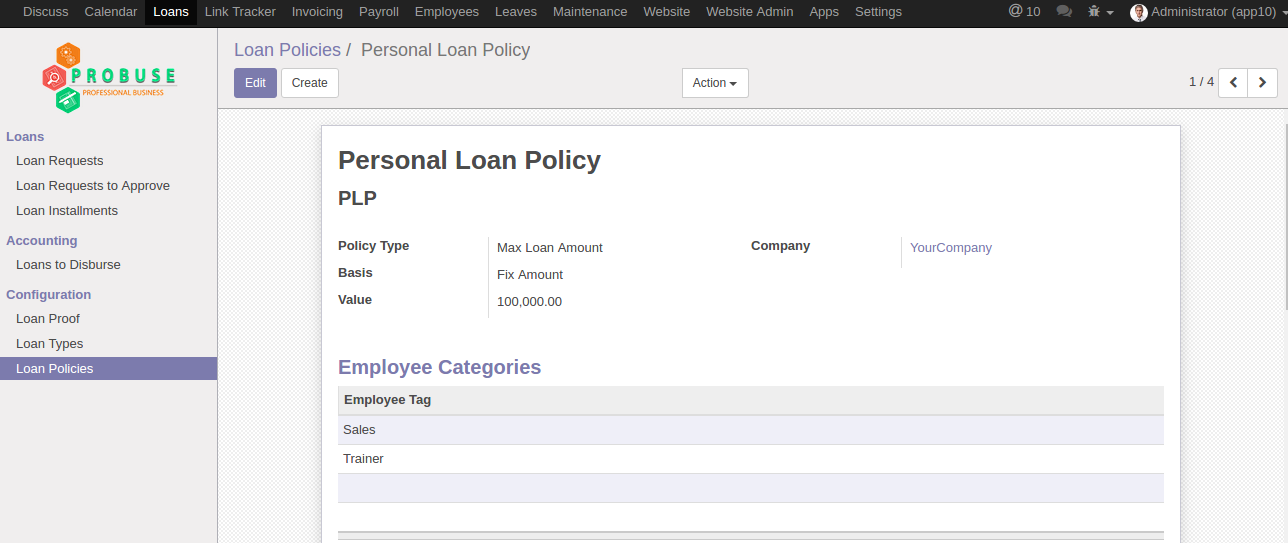 Discuss Calendar Loans Link Tracker Invoicing Payroll Employees Leaves Maintenance Website Website Admin Apps Settings @ 10 Administrator (app10)
PROBUSE
PROFESSIONAL BUSINESS
Loans
Loan Requests
Loan Requests to Approve
Loan Installments
Accounting
Loans to Disburse
Configuration
Loan Proof
Loan Types
Loan Policies
Loan Policies / Personal Loan Policy
Edit Create Action 1 / 4
Personal Loan Policy
PLP
Policy Type Max Loan Amount Company YourCompany
Basis Fix Amount
Value 100,000.00
Employee Categories
Employee Tag
Sales
Trainer